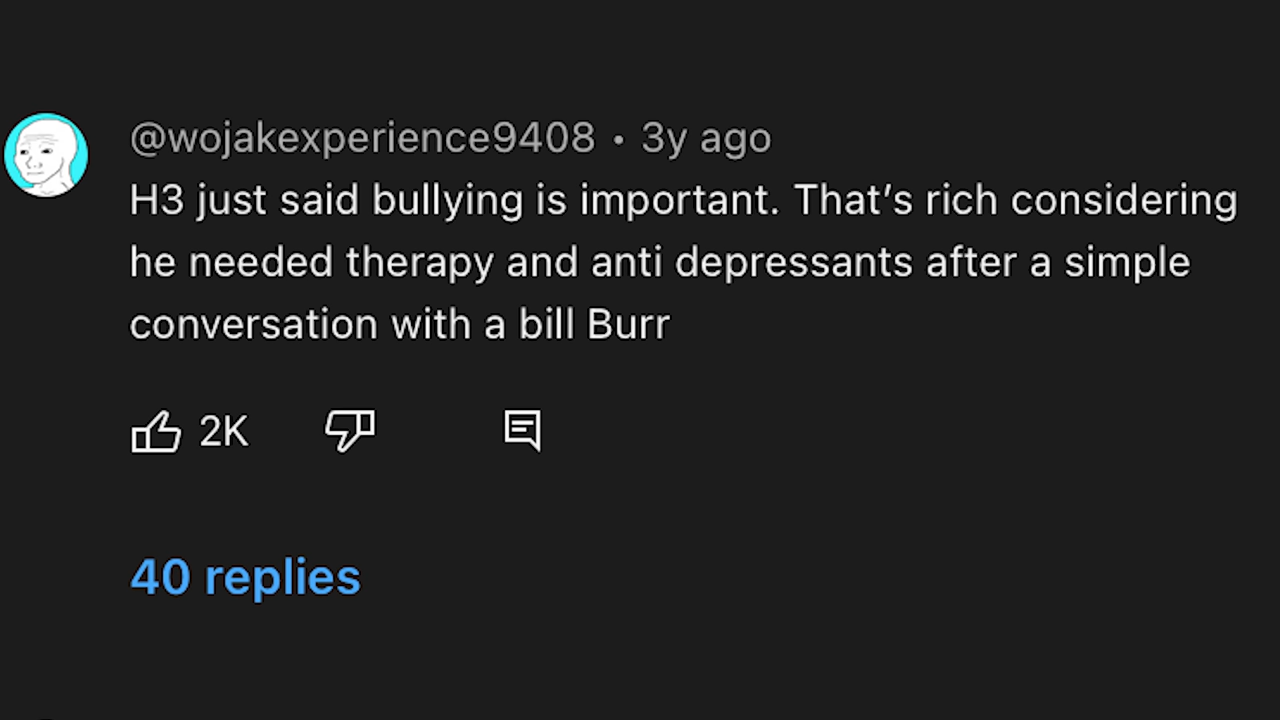 @wojakexperience9408 • 3y ago
H3 just said bullying is important. That’s rich considering
he needed therapy and anti depressants after a simple
conversation with a bill Burr
2K
40 replies